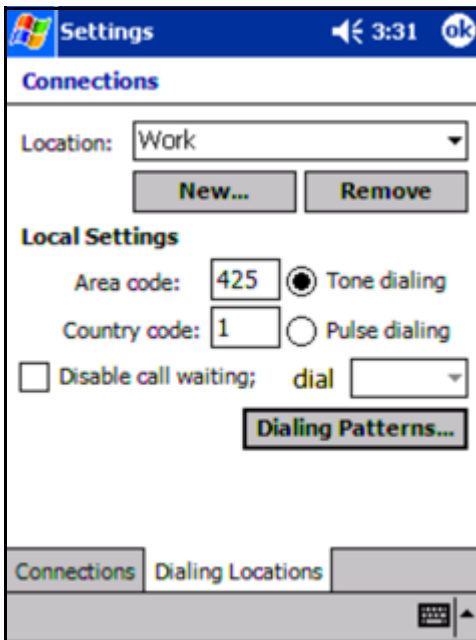 Settings 3:31 ok
Connections
Location: Work
New... Remove
Local Settings
Area code: 425 Tone dialing
Country code: 1 Pulse dialing
Disable call waiting; dial
Dialing Patterns...
Connections Dialing Locations